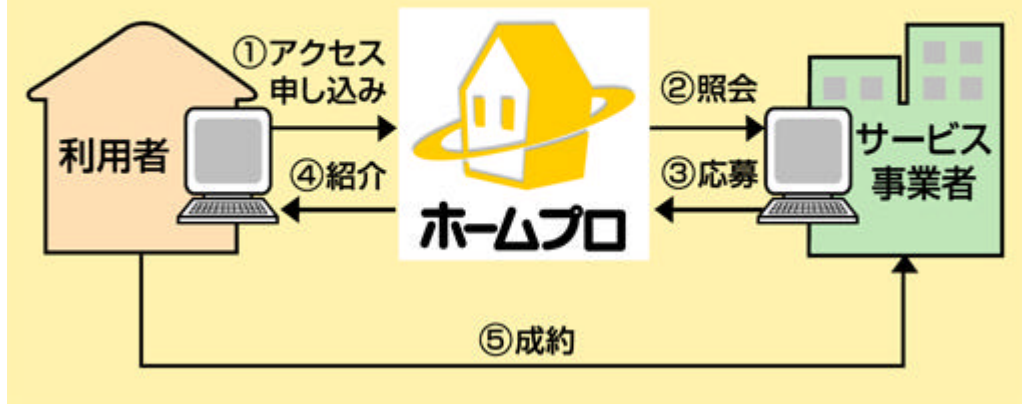 ①アクセス
申し込み
②照会
利用者
④紹介
③応募
サービス
事業者
ホームプロ
⑤成約